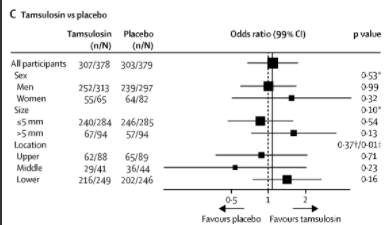 C Tamsulosin vs placebo
Tamsulosin (n/N) Placebo (n/N) Odds ratio (99% CI) p value
All participants 307/378 303/379
Sex 0·53*
Men 252/313 239/297 0·99
Women 55/65 64/82 0·32
Size 0·10*
≤5 mm 240/284 246/285 0·54
>5 mm 67/94 57/94 0·13
Location 0·37†/0·01‡
Upper 62/88 65/89 0·71
Middle 29/41 36/44 0·23
Lower 216/249 202/246 0·16
0·5 1 2
Favours placebo Favours tamsulosin